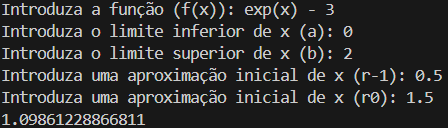 Introduza a função (f(x)): exp(x) - 3
Introduza o limite inferior de x (a): 0
Introduza o limite superior de x (b): 2
Introduza uma aproximação inicial de x (r-1): 0.5
Introduza uma aproximação inicial de x (r0): 1.5
1.09861228866811